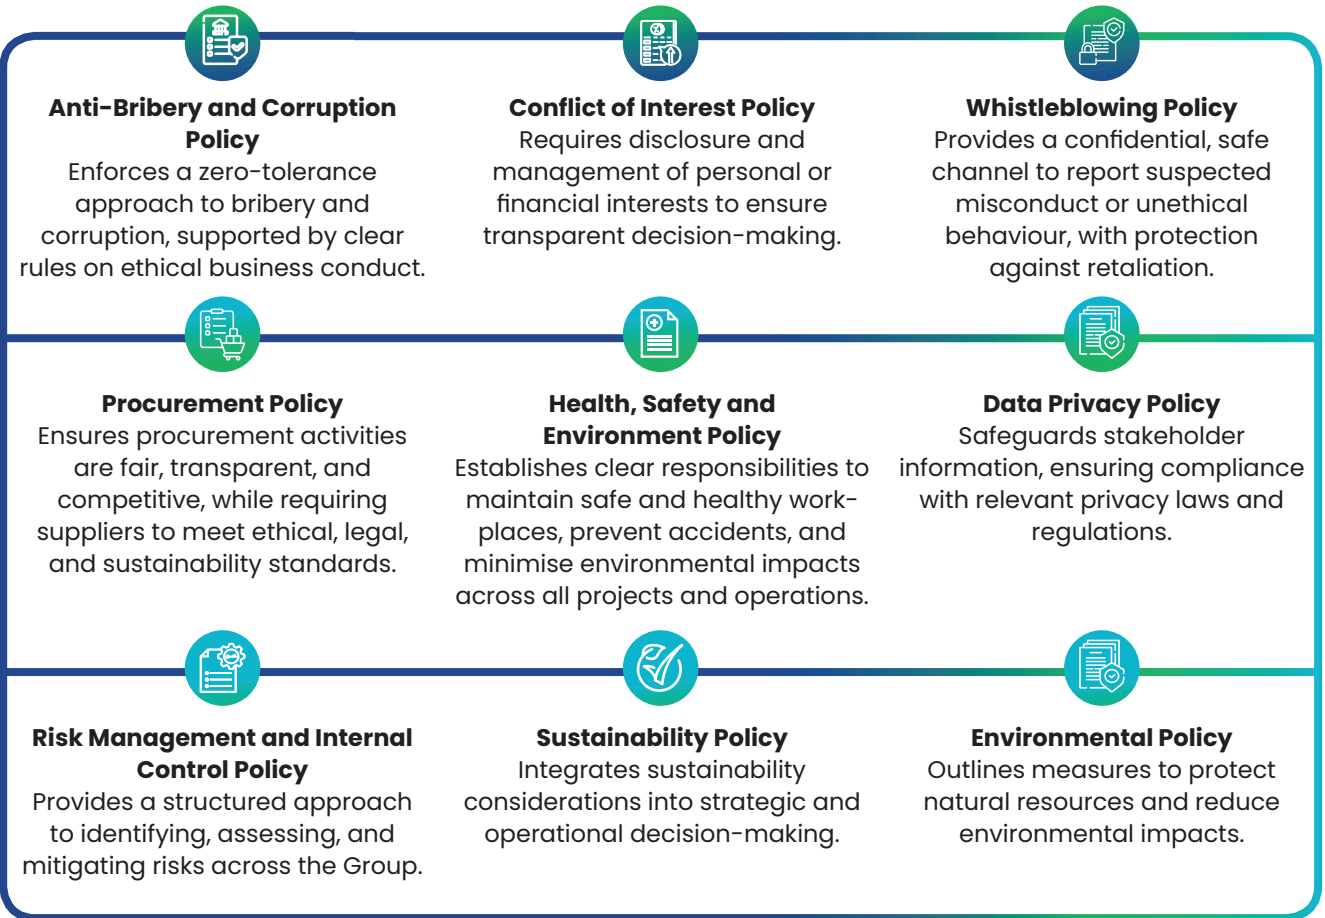 Anti-Bribery and Corruption
Policy
Enforces a zero-tolerance
approach to bribery and
corruption, supported by clear
rules on ethical business conduct.
Conflict of Interest Policy
Requires disclosure and
management of personal or
financial interests to ensure
transparent decision-making.
Whistleblowing Policy
Provides a confidential, safe
channel to report suspected
misconduct or unethical
behaviour, with protection
against retaliation.
Procurement Policy
Ensures procurement activities
are fair, transparent, and
competitive, while requiring
suppliers to meet ethical, legal,
and sustainability standards.
Health, Safety and
Environment Policy
Establishes clear responsibilities to
maintain safe and healthy work-
places, prevent accidents, and
minimise environmental impacts
across all projects and operations.
Data Privacy Policy
Safeguards stakeholder
information, ensuring compliance
with relevant privacy laws and
regulations.
Risk Management and Internal
Control Policy
Provides a structured approach
to identifying, assessing, and
mitigating risks across the Group.
Sustainability Policy
Integrates sustainability
considerations into strategic and
operational decision-making.
Environmental Policy
Outlines measures to protect
natural resources and reduce
environmental impacts.